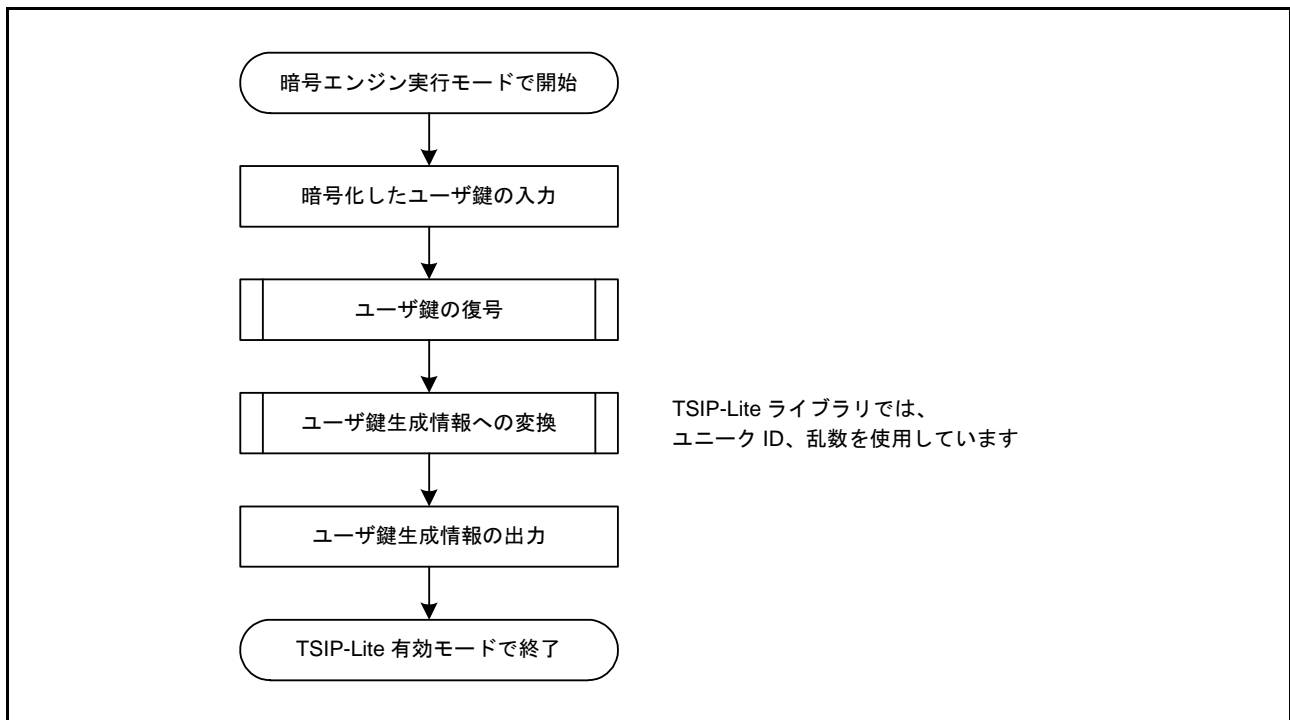 暗号エンジン実行モードで開始
暗号化したユーザ鍵の入力
ユーザ鍵の復号
ユーザ鍵生成情報への変換
TSIP-Lite ライブラリでは、
ユニーク ID、乱数を使用しています
ユーザ鍵生成情報の出力
TSIP-Lite 有効モードで終了